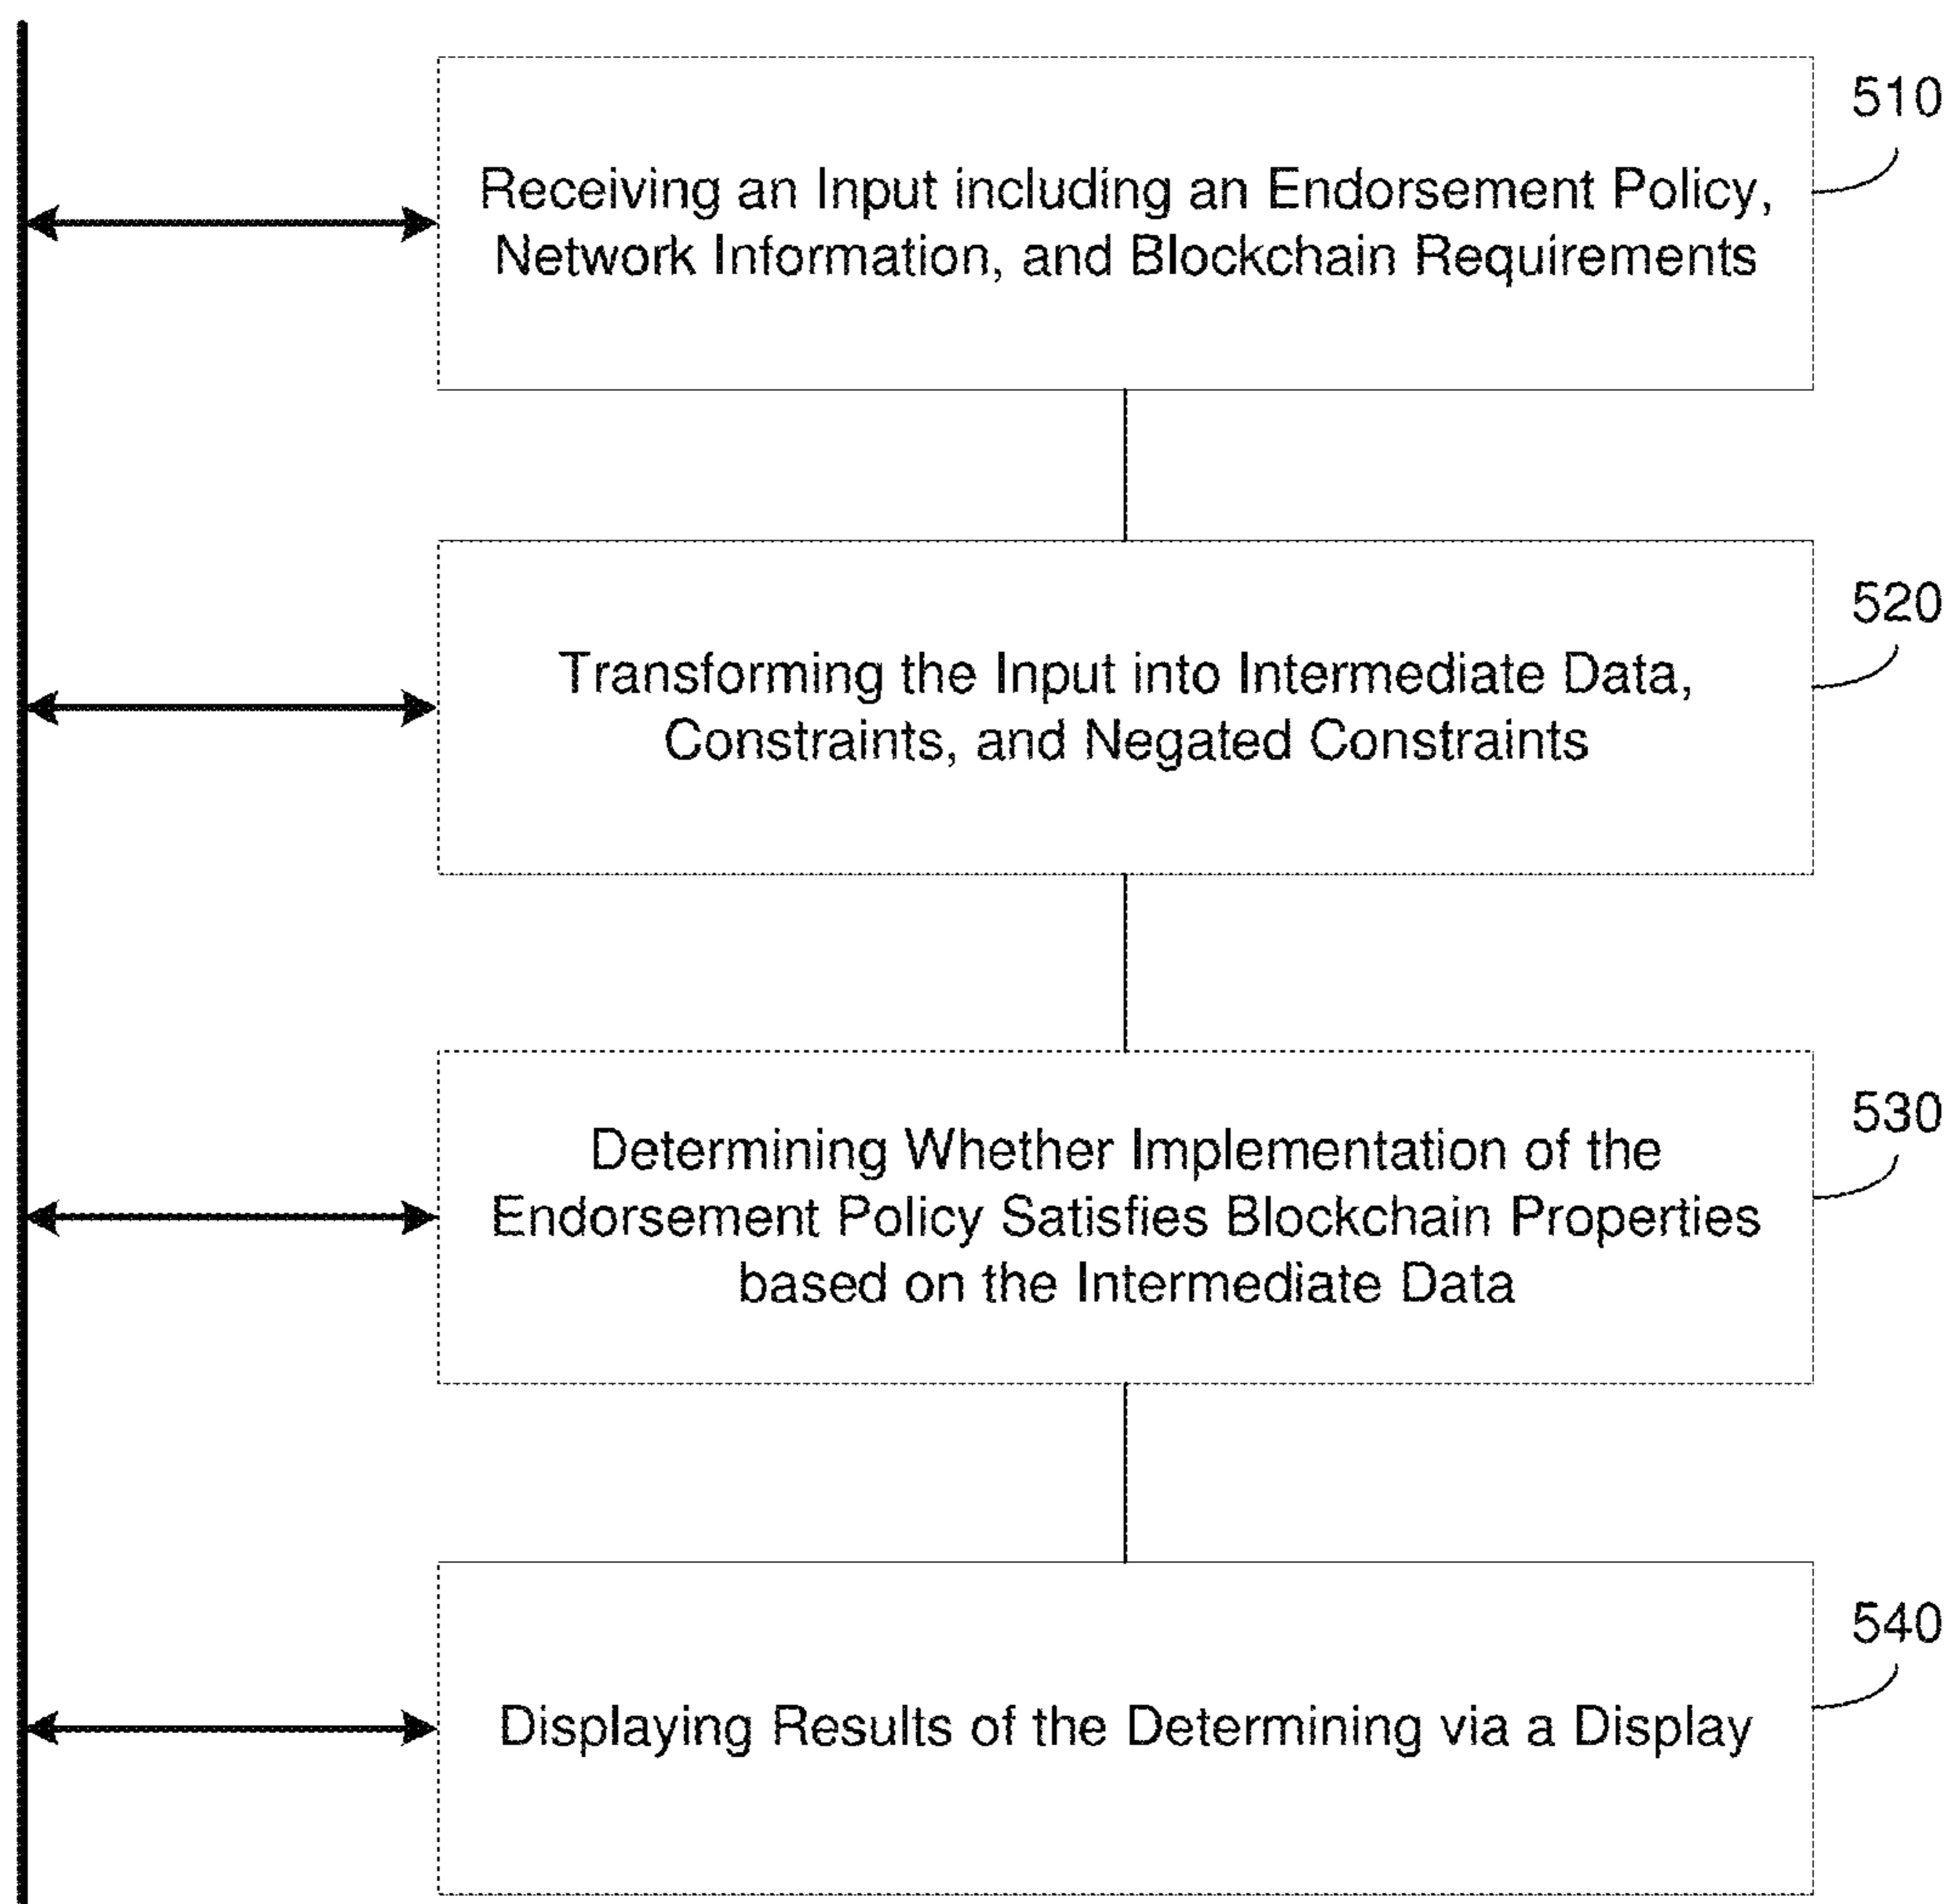 510
Receiving an Input including an Endorsement Policy,
Network Information, and Blockchain Requirements
520
Transforming the Input into Intermediate Data,
Constraints, and Negated Constraints
530
Determining Whether Implementation of the
Endorsement Policy Satisfies Blockchain Properties
based on the Intermediate Data
540
Displaying Results of the Determining via a Display